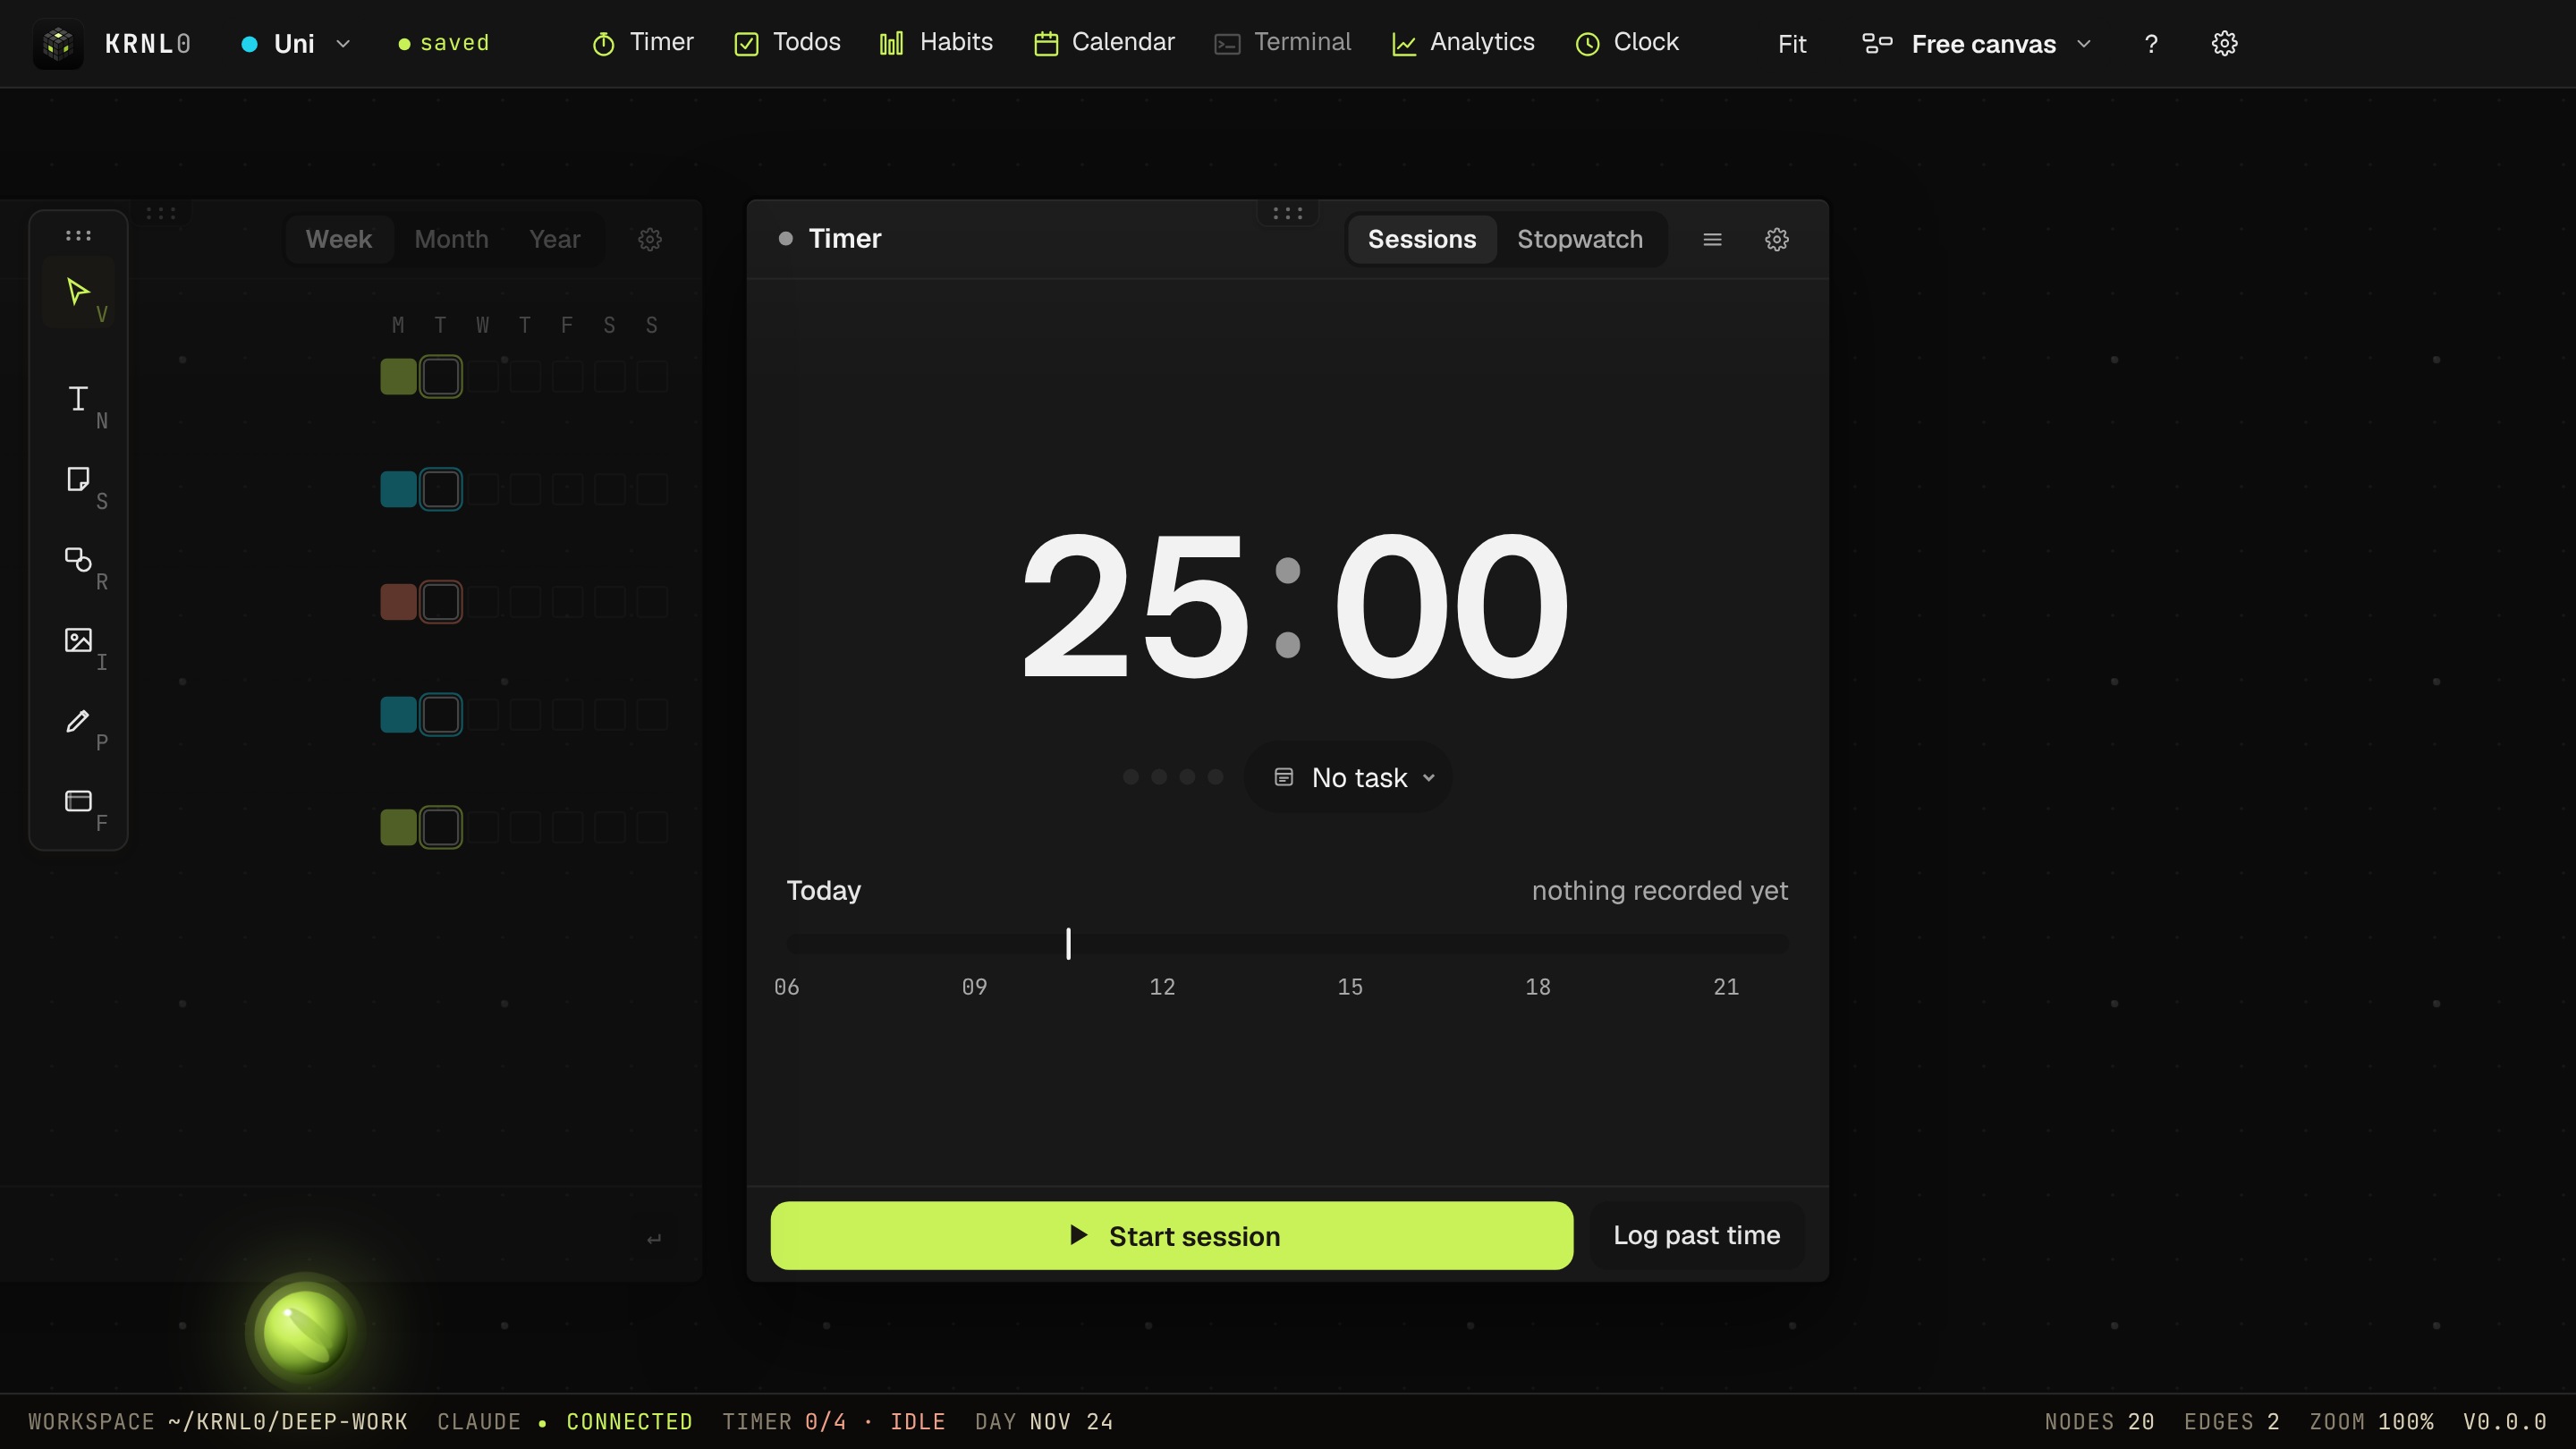 KRNL0 Uni saved Timer Todos Habits Calendar Terminal Analytics Clock Fit Free canvas ?
Week Month Year
V
N
S
R
I
P
F
M T W T F S S
Timer Sessions Stopwatch
25:00
No task
Today nothing recorded yet
06 09 12 15 18 21
Start session Log past time
WORKSPACE ~/KRNL0/DEEP-WORK CLAUDE • CONNECTED TIMER 0/4 · IDLE DAY NOV 24 NODES 20 EDGES 2 ZOOM 100% V0.0.0